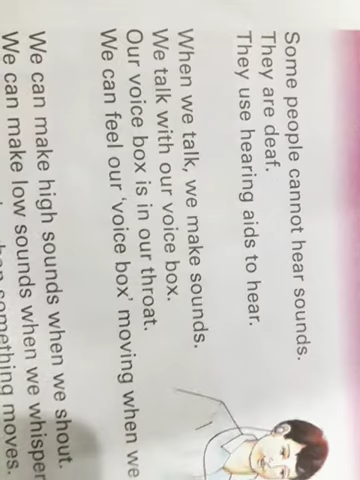 Some people cannot hear sounds.
They are deaf.
They use hearing aids to hear.
When we talk, we make sounds.
We talk with our voice box.
Our voice box is in our throat.
We can feel our 'voice box' moving when we
We can make high sounds when we shout.
We can make low sounds when we whisper
something moves.